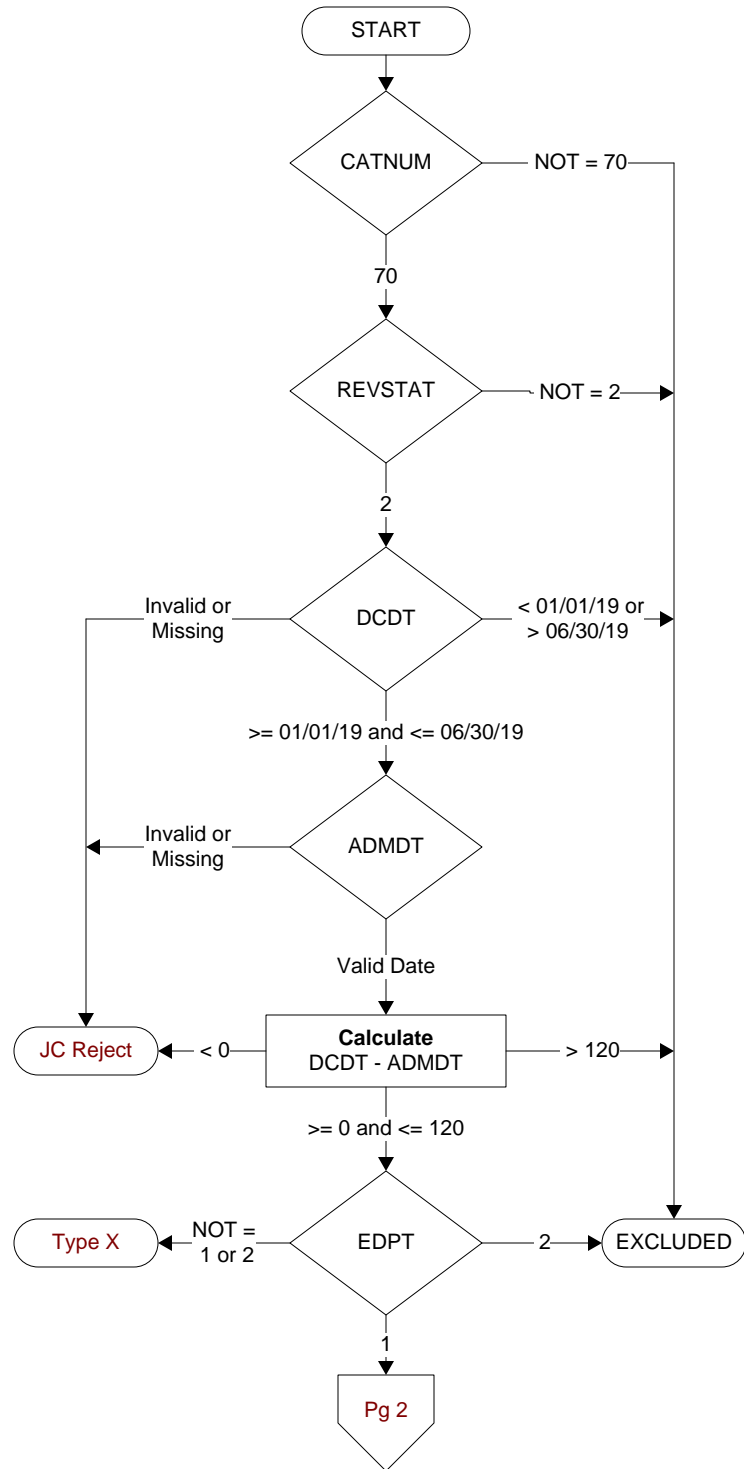 START
CATNUM
NOT = 70
70
REVSTAT
NOT = 2
2
Invalid or
Missing
DCDT
< 01/01/19 or
> 06/30/19
>= 01/01/19 and <= 06/30/19
Invalid or
Missing
ADMDT
Valid Date
JC Reject
< 0
Calculate
DCDT - ADMDT
> 120
>= 0 and <= 120
Type X
NOT =
1 or 2
EDPT
2
EXCLUDED
1
Pg 2